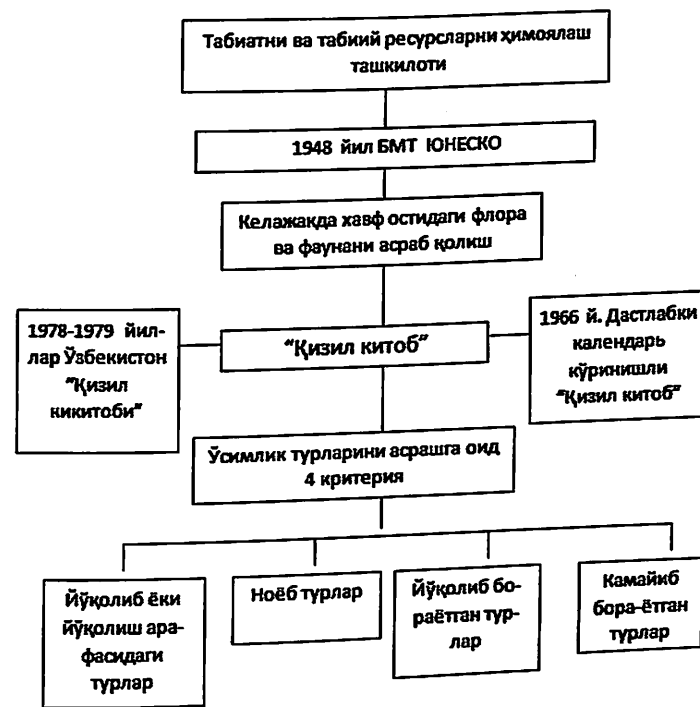 Табиатни ва табиий ресурсларни ҳимоялаш
ташкилоти
1948 йил БМТ ЮНЕСКО
Келажакда хавф остидаги флора
ва фаунани асраб қолиш
1978-1979 йил-
лар Ўзбекистон
"Қизил
кикитоби"
"Қизил китоб"
1966 й. Дастлабки
календарь
кўринишли
"Қизил китоб"
Ўсимлик турларини асрашга оид
4 критерия
Йўқолиб ёки
йўқолиш ара-
фасидаги
турлар
Ноёб турлар
Йўқолиб бо-
раётган тур-
лар
Камайиб
бора-ётган
турлар